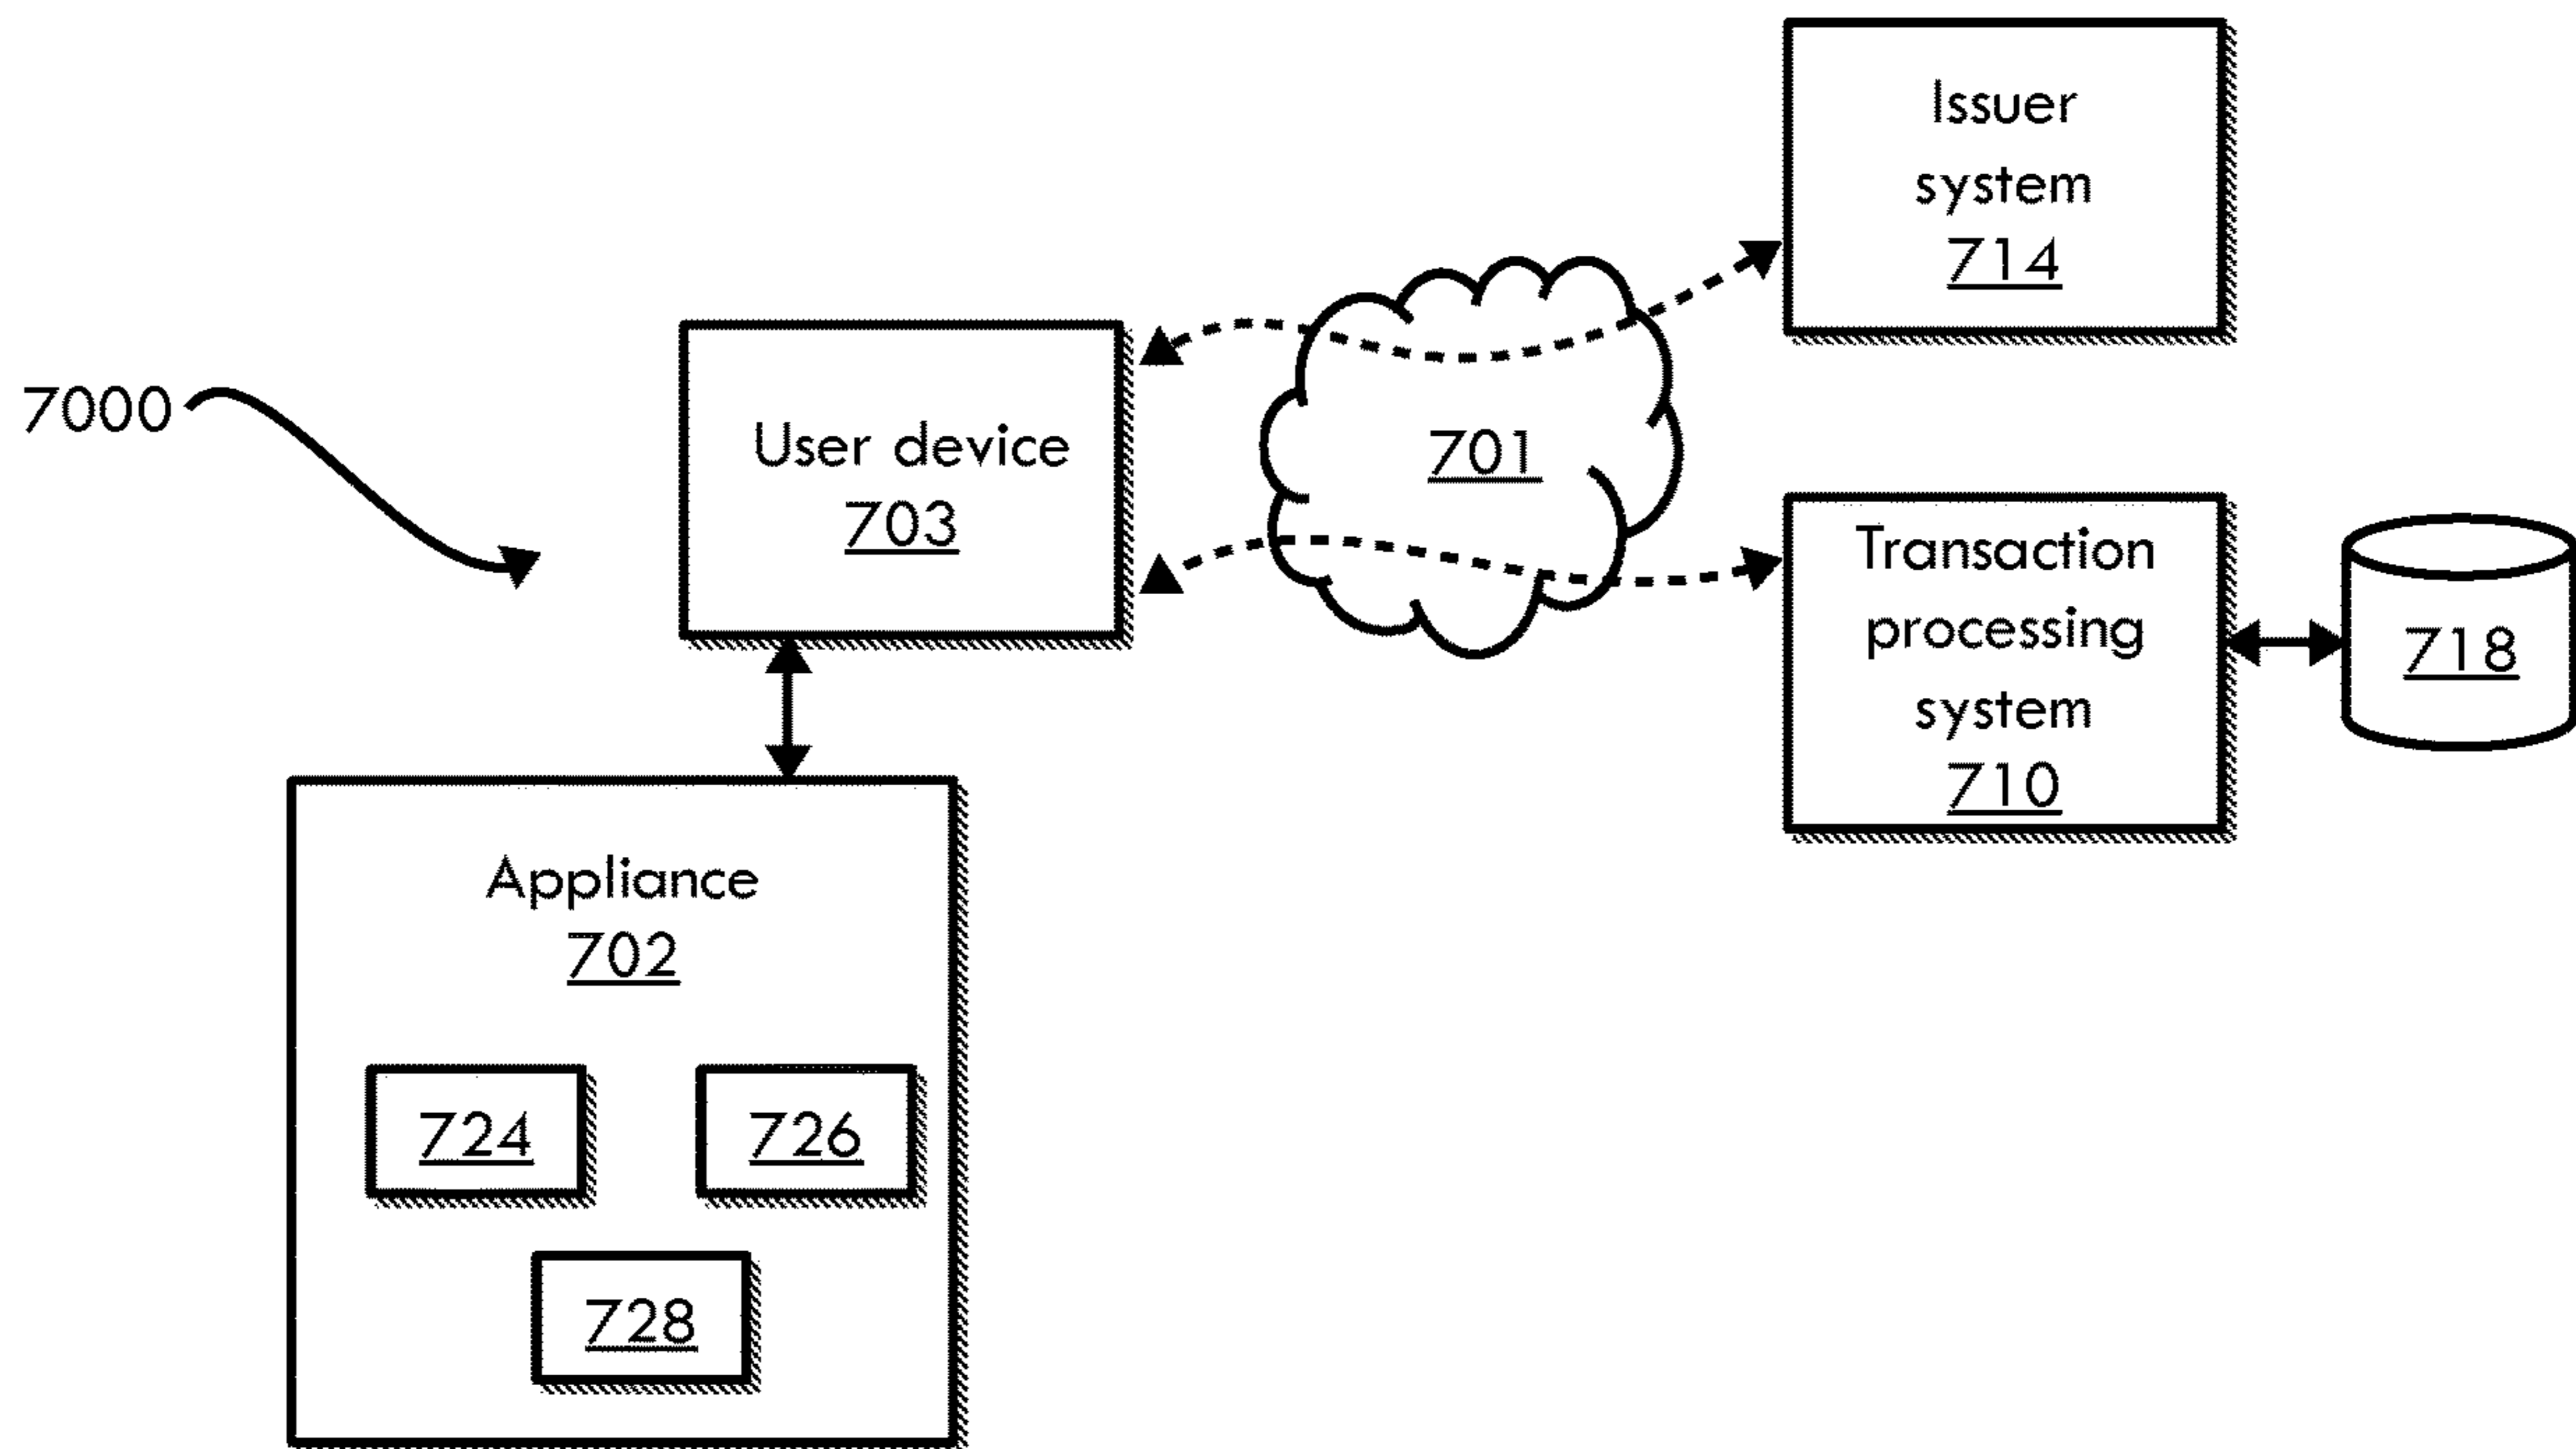 Issuer
system
714
7000
User device
703
701
Transaction
processing
system
710
718
Appliance
702
724
726
728